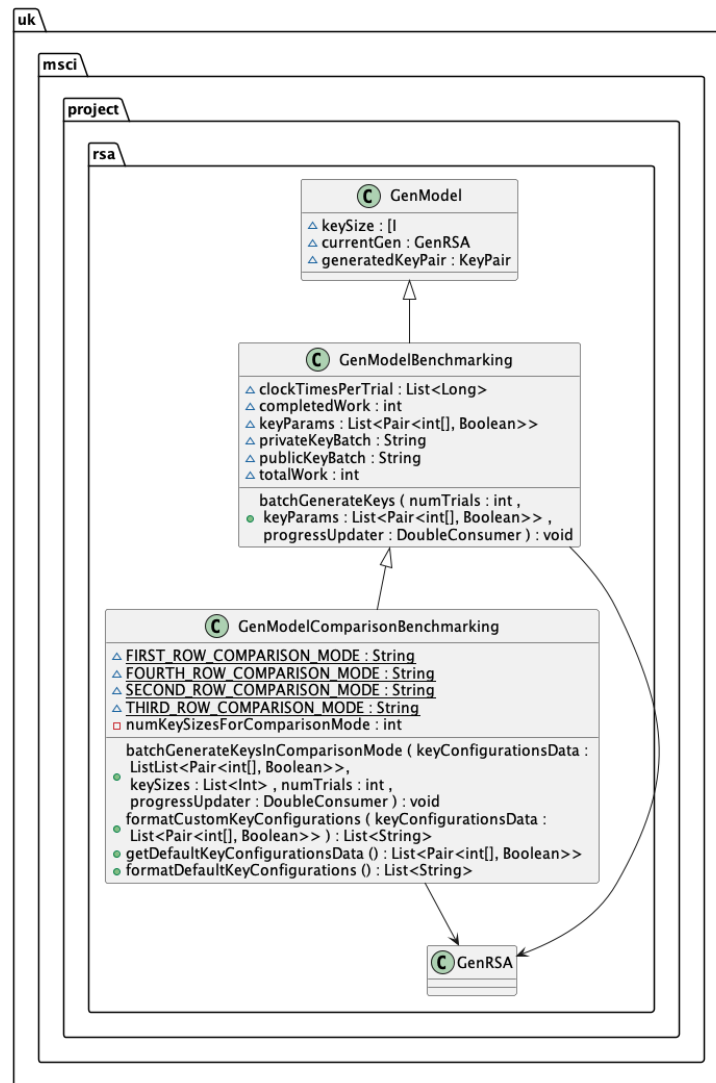 uk
msci
project
rsa
C GenModel
keySize : [I
currentGen : GenRSA
generatedKeyPair : KeyPair
C GenModelBenchmarking
clockTimesPerTrial : List<Long>
completedWork : int
keyParams : List<Pair<int[], Boolean>>
privateKeyBatch : String
publicKeyBatch : String
totalWork : int
batchGenerateKeys ( numTrials : int ,
keyParams : List<Pair<int[], Boolean>> ,
progressUpdater : DoubleConsumer ) : void
C GenModelComparisonBenchmarking
FIRST_ROW_COMPARISON_MODE : String
FOURTH_ROW_COMPARISON_MODE : String
SECOND_ROW_COMPARISON_MODE : String
THIRD_ROW_COMPARISON_MODE : String
numKeySizesForComparisonMode : int
batchGenerateKeysInComparisonMode ( keyConfigurationsData :
ListList<Pair<int[], Boolean>>,
keySizes : List<Int> , numTrials : int ,
progressUpdater : DoubleConsumer ) : void
formatCustomKeyConfigurations ( keyConfigurationsData :
List<Pair<int[], Boolean>> ) : List<String>
getDefaultKeyConfigurationsData () : List<Pair<int[], Boolean>>
formatDefaultKeyConfigurations () : List<String>
C GenRSA